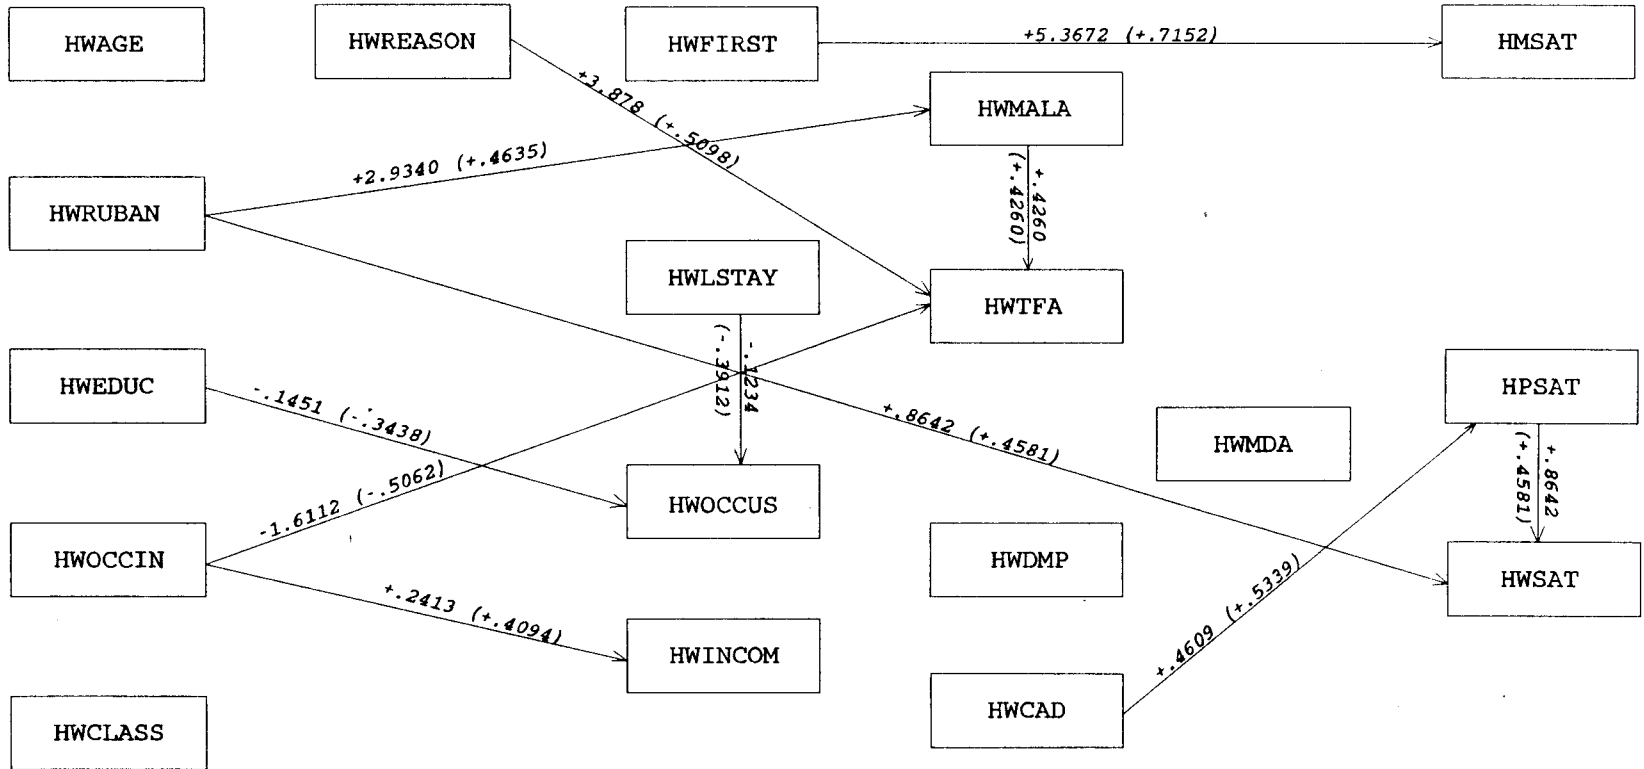 HWAGE
HWREASON
HWFIRST
+5.3672 (+.7152)
HMSAT
+3.878 (+.5098)
HWMALA
+2.9340 (+.4635)
+.4260
(+.4260)
HWRUBAN
HWLSTAY
HWTFA
-.1234
(-.3912)
HWEDUC
-.1451 (-.3438)
+.8642 (+.4581)
HWMDA
HPSAT
+.8642
(+.4581)
-1.6112 (-.5062)
HWOCCUS
HWOCCIN
HWDMP
HWSAT
+.2413 (+.4094)
+.4609 (+.5339)
HWINCOM
HWCAD
HWCLASS